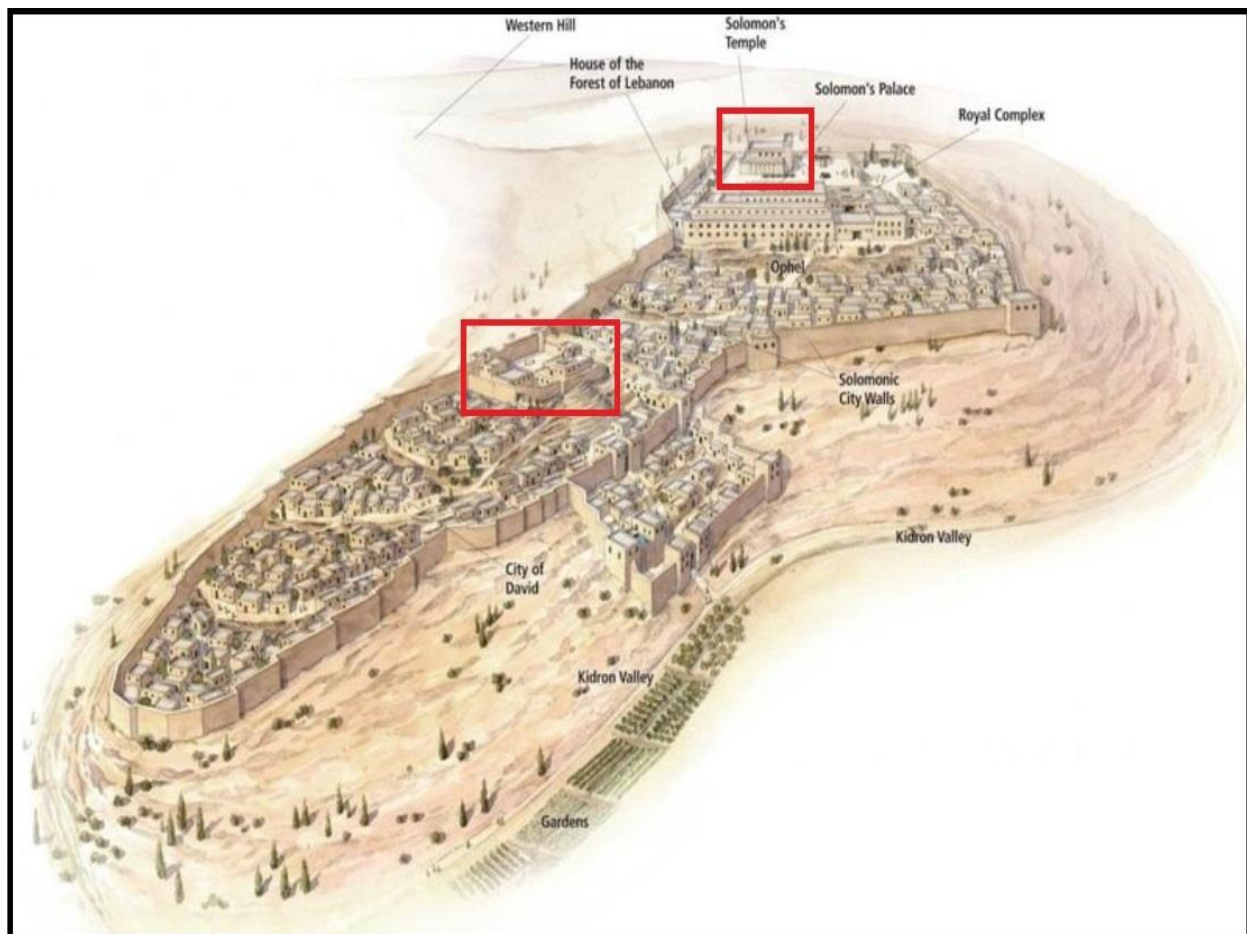 Western Hill
Solomon's
Temple
House of the
Forest of Lebanon
Solomon's Palace
Royal Complex
Ophel
Solomonic
City Walls
Kidron Valley
City of
David
Kidron Valley
Gardens